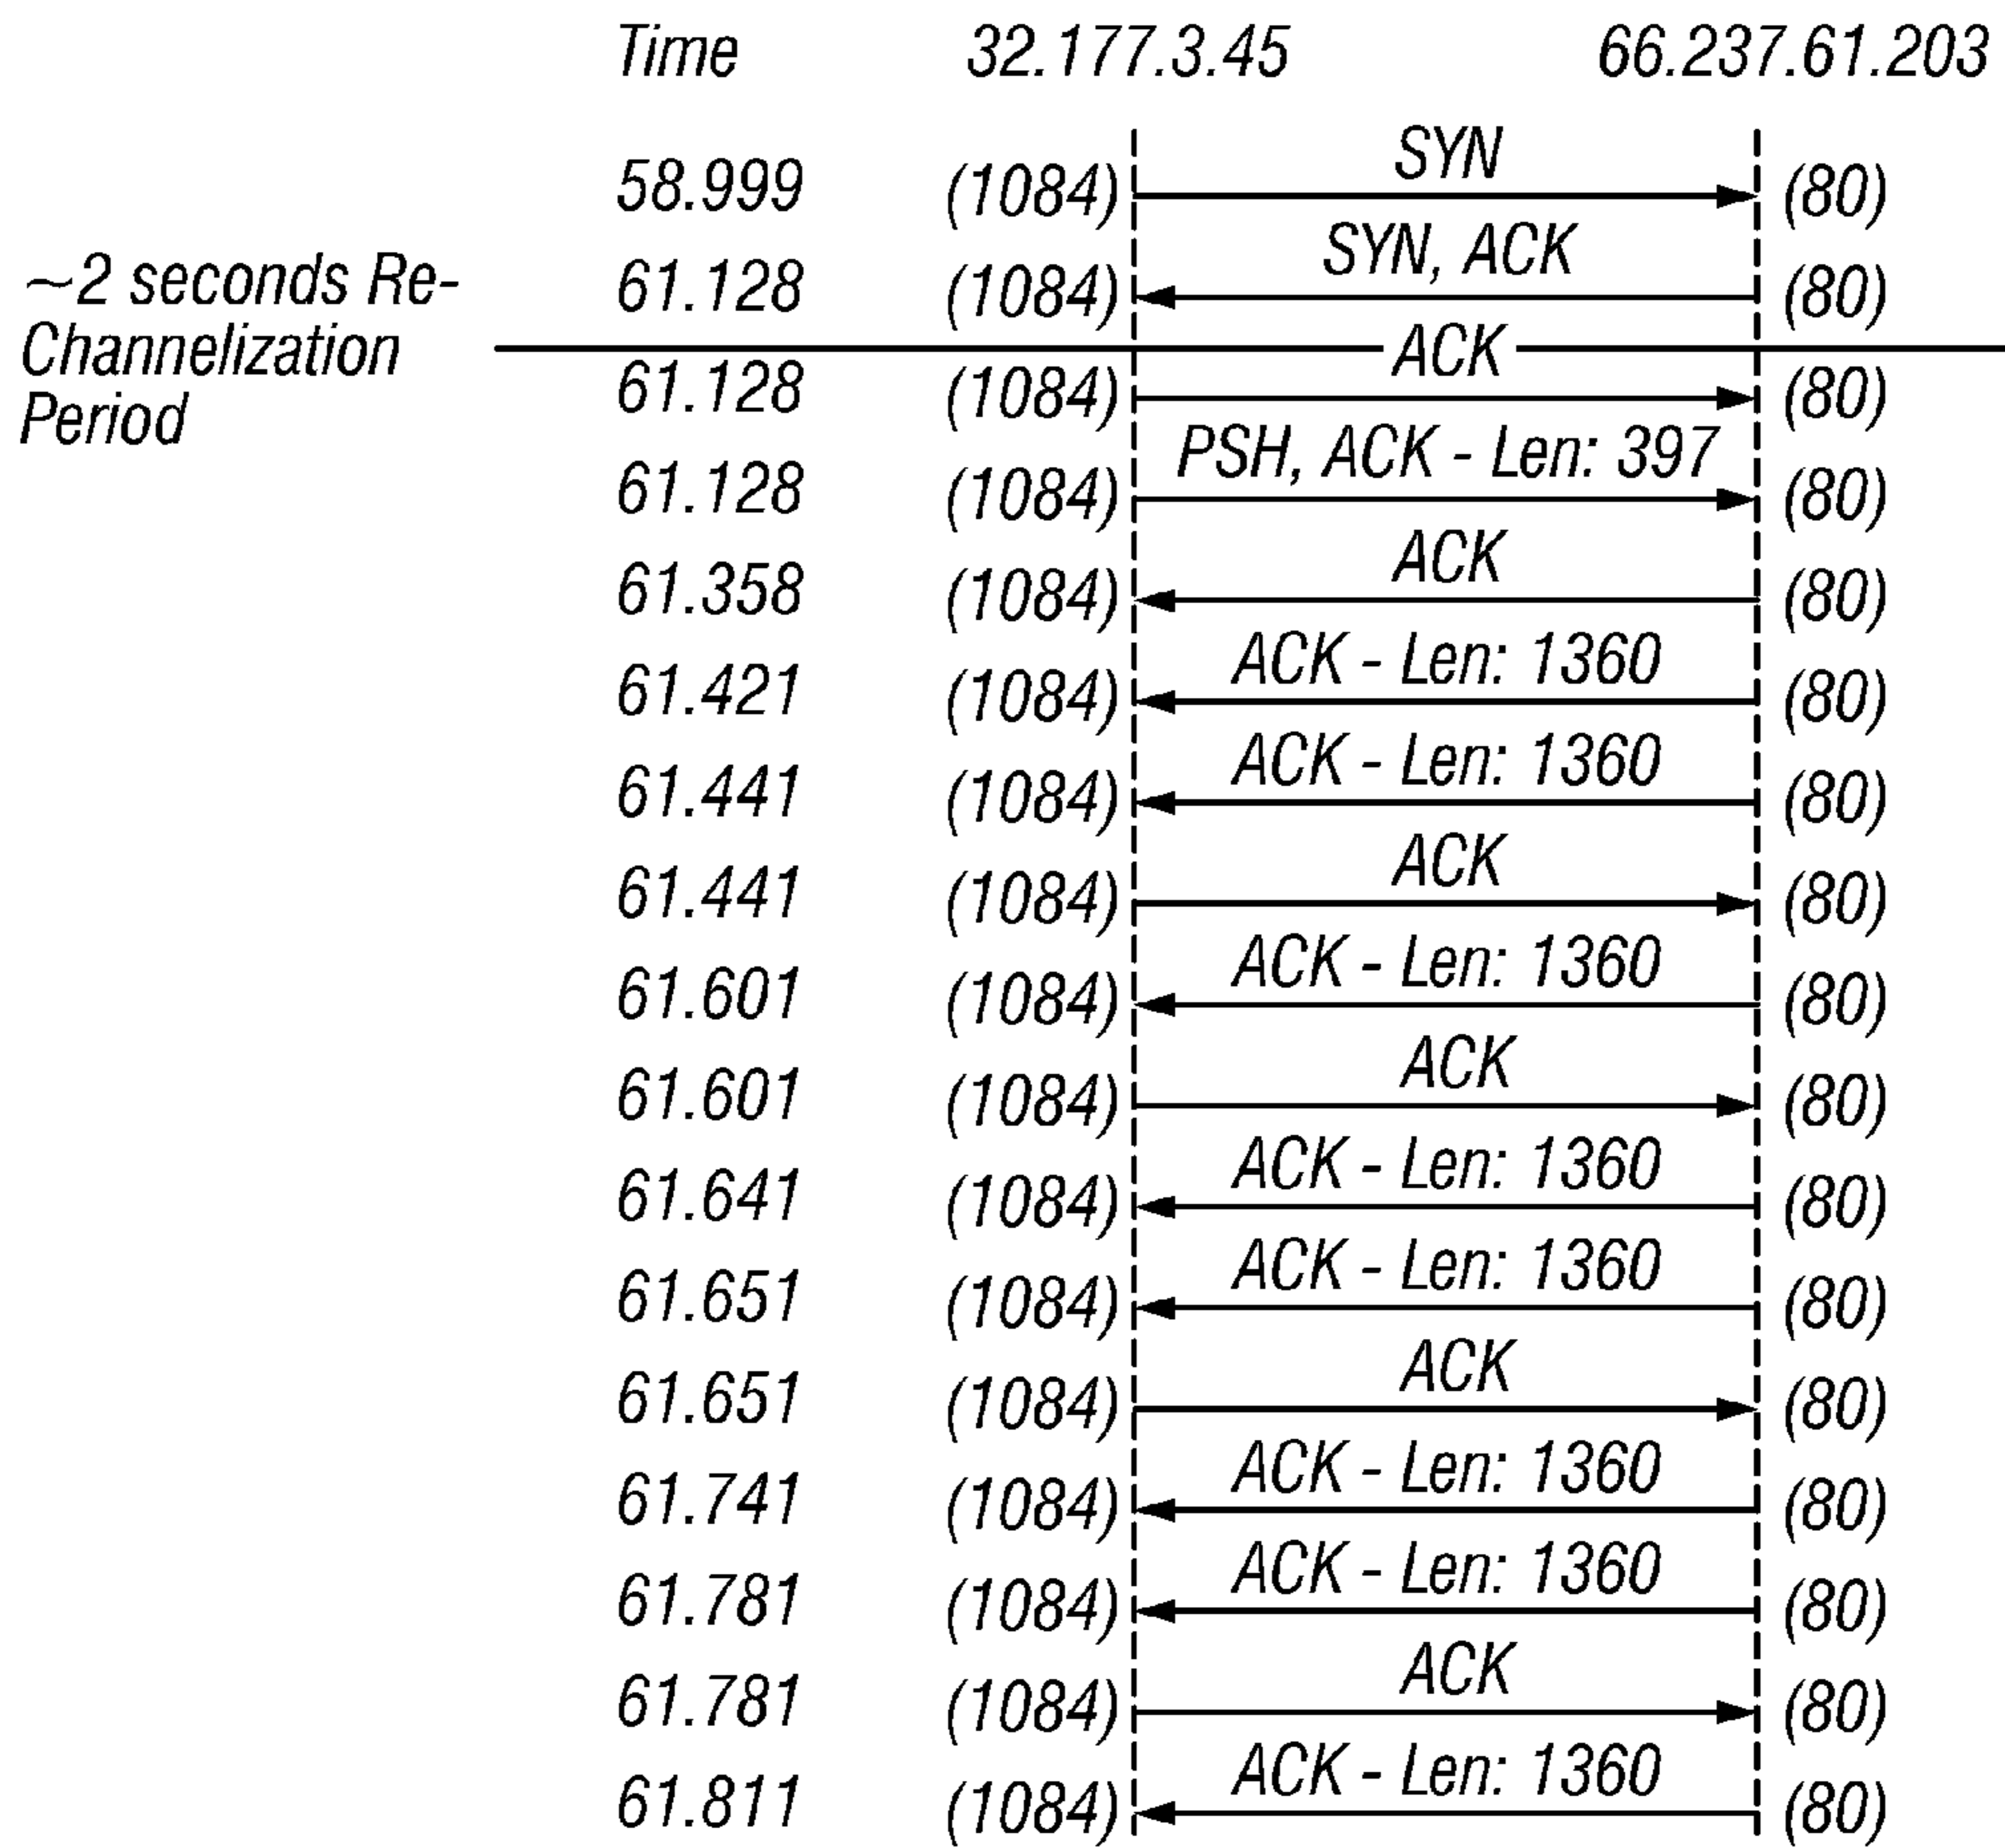 Time 32.177.3.45 66.237.61.203
SYN
58.999 (1084) (80)
SYN, ACK
~2 seconds Re-
Channelization
Period
61.128 (1084) (80)
ACK
61.128 (1084) (80)
PSH, ACK - Len: 397
61.128 (1084) (80)
ACK
61.358 (1084) (80)
ACK - Len: 1360
61.421 (1084) (80)
ACK - Len: 1360
61.441 (1084) (80)
ACK
61.441 (1084) (80)
ACK - Len: 1360
61.601 (1084) (80)
ACK
61.601 (1084) (80)
ACK - Len: 1360
61.641 (1084) (80)
ACK - Len: 1360
61.651 (1084) (80)
ACK
61.651 (1084) (80)
ACK - Len: 1360
61.741 (1084) (80)
ACK - Len: 1360
61.781 (1084) (80)
ACK
61.781 (1084) (80)
ACK - Len: 1360
61.811 (1084) (80)